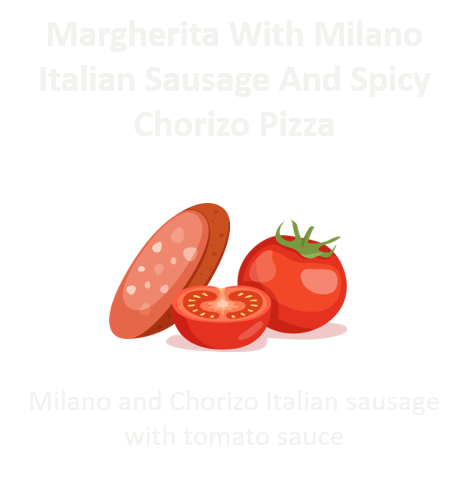 Margherita With Milano
Italian Sausage And Spicy
Chorizo Pizza
Milano and Chorizo Italian sausage
with tomato sauce